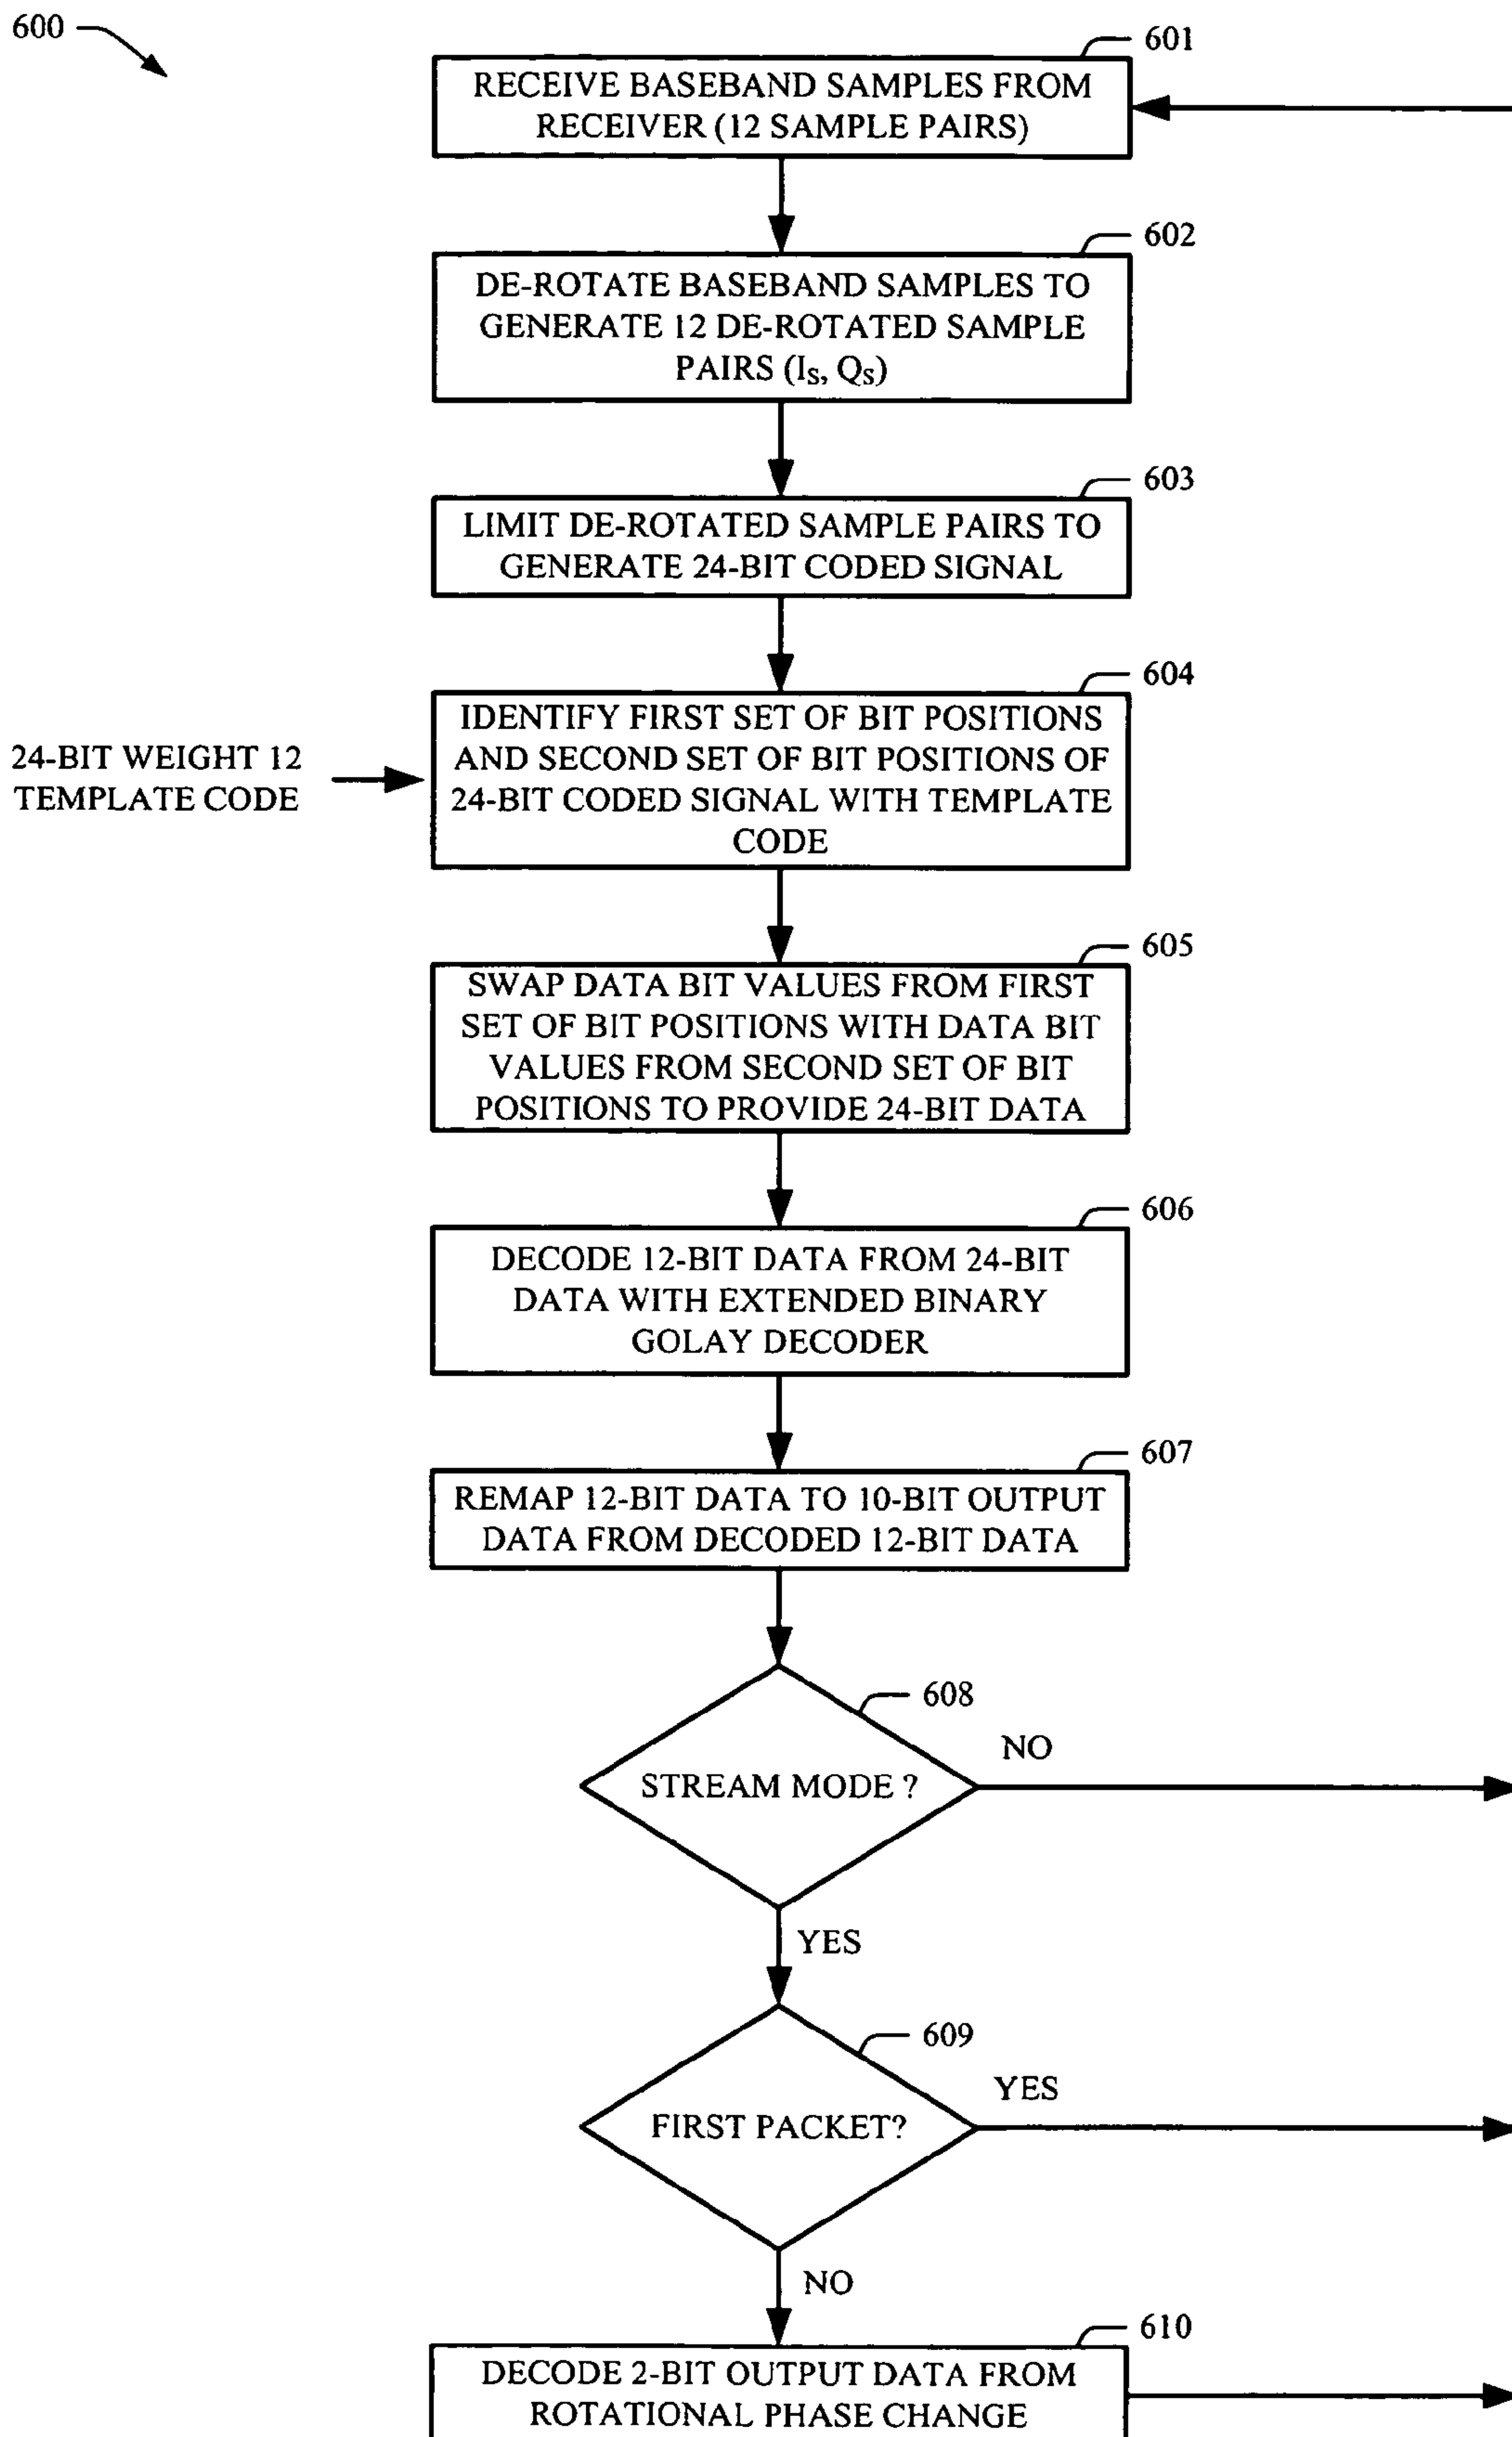 600
601
RECEIVE BASEBAND SAMPLES FROM
RECEIVER (12 SAMPLE PAIRS)
602
DE-ROTATE BASEBAND SAMPLES TO
GENERATE 12 DE-ROTATED SAMPLE
PAIRS (IS, QS)
603
LIMIT DE-ROTATED SAMPLE PAIRS TO
GENERATE 24-BIT CODED SIGNAL
604
24-BIT WEIGHT 12
TEMPLATE CODE
IDENTIFY FIRST SET OF BIT POSITIONS
AND SECOND SET OF BIT POSITIONS OF
24-BIT CODED SIGNAL WITH TEMPLATE
CODE
605
SWAP DATA BIT VALUES FROM FIRST
SET OF BIT POSITIONS WITH DATA BIT
VALUES FROM SECOND SET OF BIT
POSITIONS TO PROVIDE 24-BIT DATA
606
DECODE 12-BIT DATA FROM 24-BIT
DATA WITH EXTENDED BINARY
GOLAY DECODER
607
REMAP 12-BIT DATA TO 10-BIT OUTPUT
DATA FROM DECODED 12-BIT DATA
608
STREAM MODE ?
NO
YES
609
FIRST PACKET?
YES
NO
610
DECODE 2-BIT OUTPUT DATA FROM
ROTATIONAL PHASE CHANGE